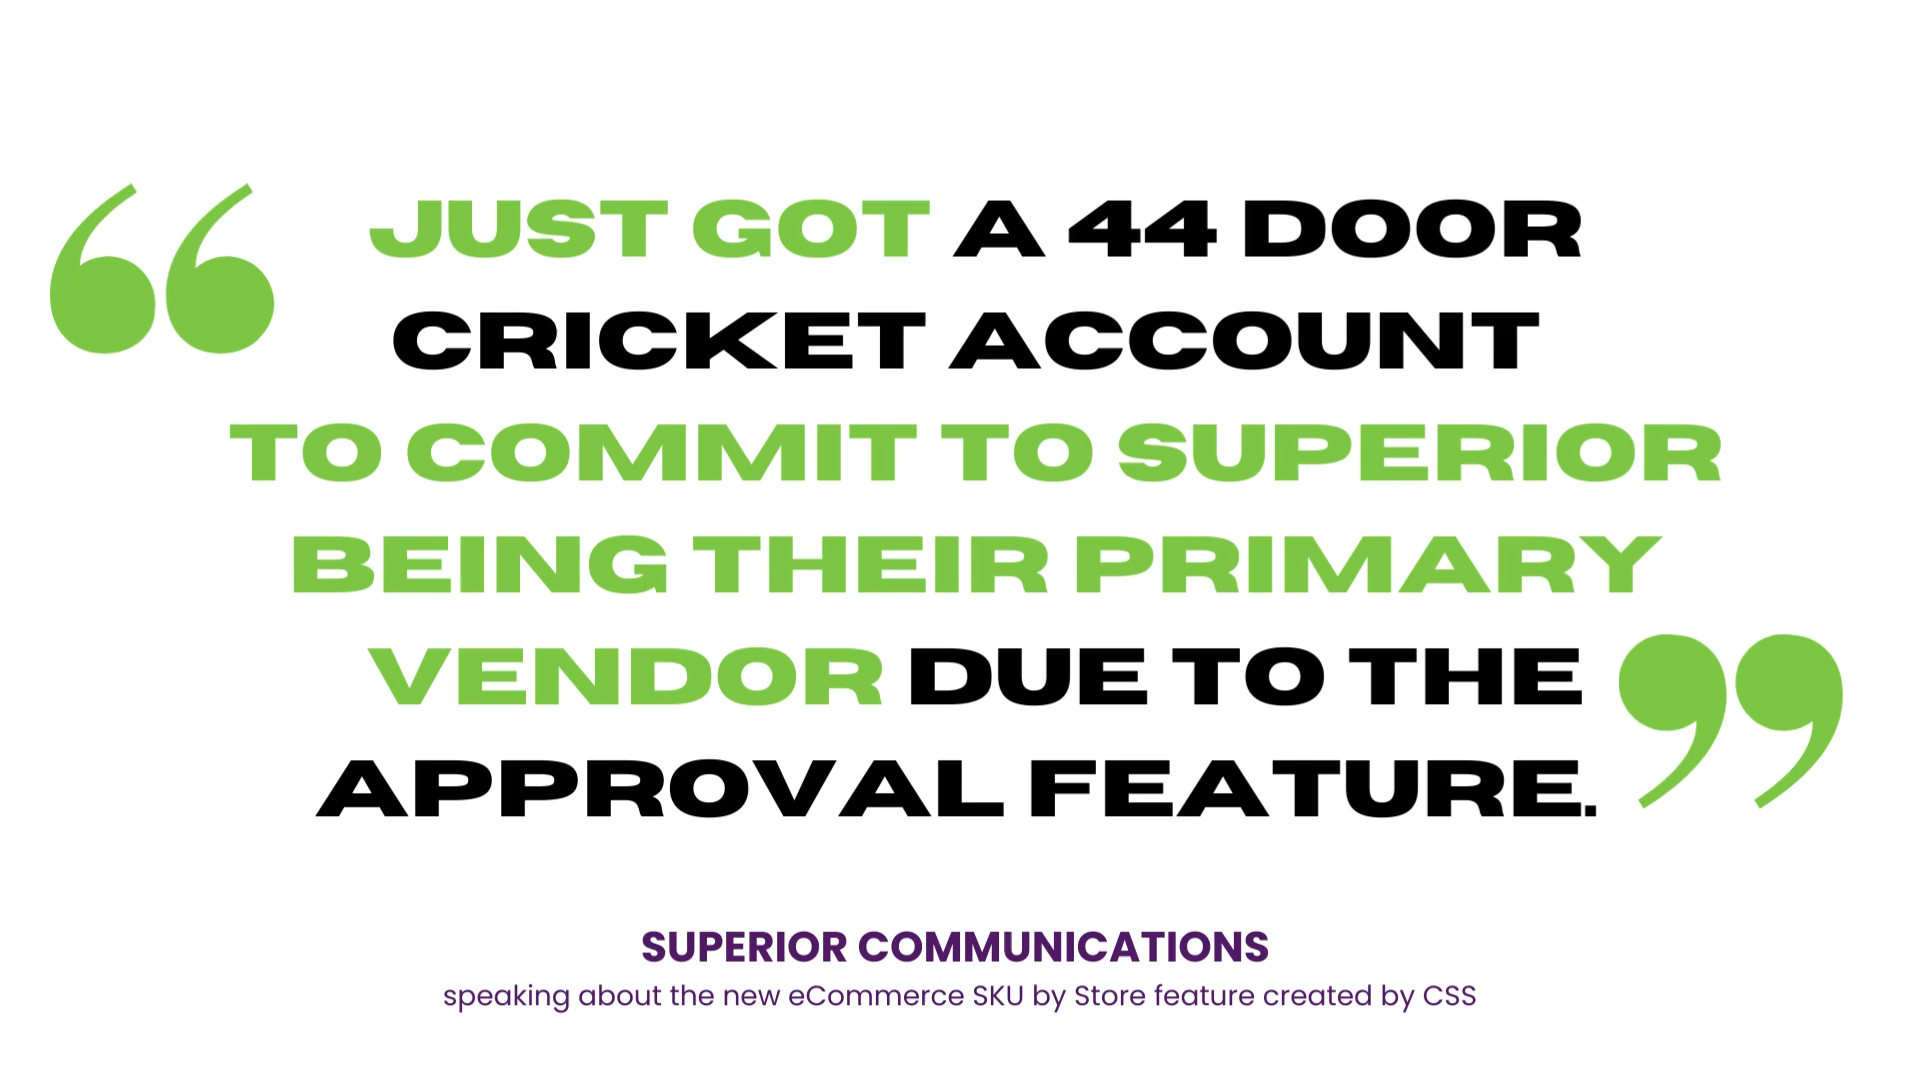 “ JUST GOT A 44 DOOR
CRICKET ACCOUNT
TO COMMIT TO SUPERIOR
BEING THEIR PRIMARY
VENDOR DUE TO THE
APPROVAL FEATURE. ”
SUPERIOR COMMUNICATIONS
speaking about the new eCommerce SKU by Store feature created by CSS